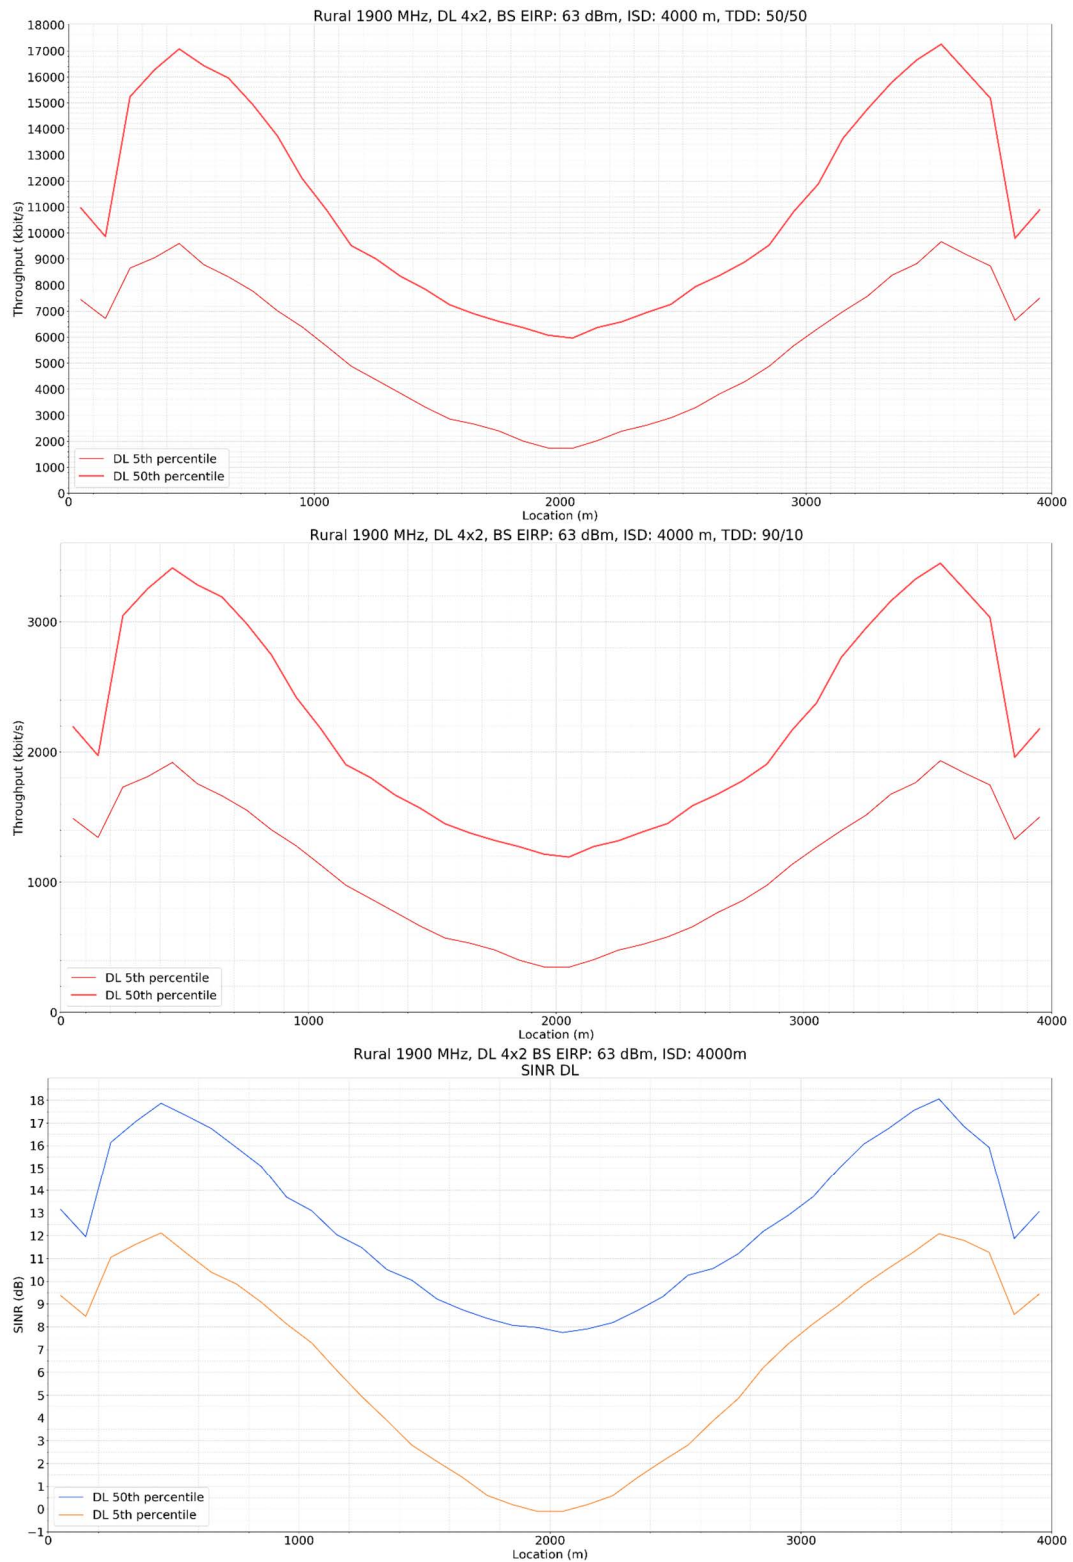 Rural 1900 MHz, DL 4x2, BS EIRP: 63 dBm, ISD: 4000 m, TDD: 50/50
18000
17000
16000
15000
14000
13000
12000
11000
10000
9000
8000
7000
6000
5000
4000
3000
2000
1000
0
Throughput (kbit/s)
DL 5th percentile
DL 50th percentile
0 1000 2000 3000 4000
Location (m)
Rural 1900 MHz, DL 4x2, BS EIRP: 63 dBm, ISD: 4000 m, TDD: 90/10
3000
2000
1000
0
Throughput (kbit/s)
DL 5th percentile
DL 50th percentile
0 1000 2000 3000 4000
Location (m)
Rural 1900 MHz, DL 4x2 BS EIRP: 63 dBm, ISD: 4000m
SINR DL
18
17
16
15
14
13
12
11
10
9
8
7
6
5
4
3
2
1
0
−1
SINR (dB)
DL 50th percentile
DL 5th percentile
0 1000 2000 3000 4000
Location (m)